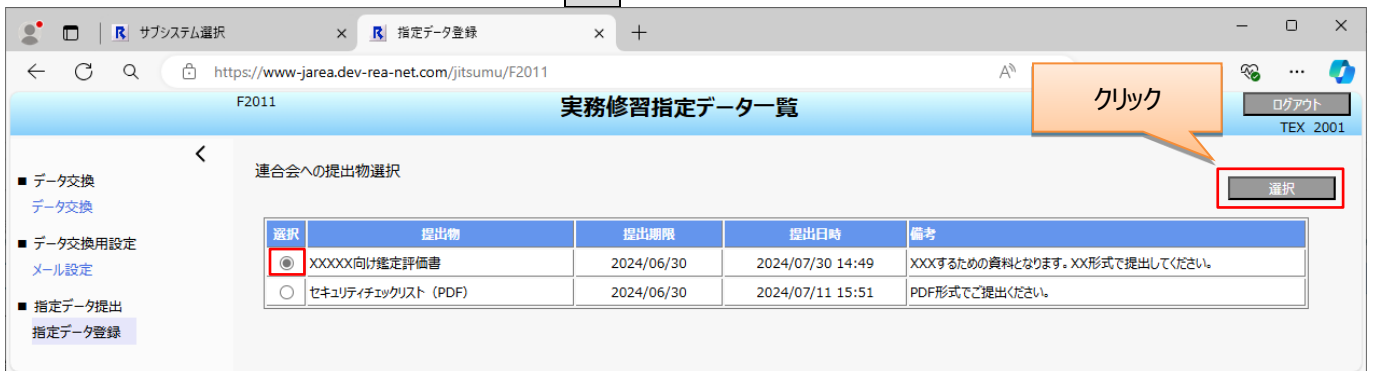 サブシステム選択
指定データ登録
https://www-jarea.dev-rea-net.com/jitsumu/F2011
F2011
実務修習指定データ一覧
クリック
ログアウト
TEX 2001
連合会への提出物選択
選択
■ データ交換
データ交換
■ データ交換用設定
メール設定
■ 指定データ提出
指定データ登録
選択 提出物 提出期限 提出日時 備考
XXXXX向け鑑定評価書 2024/06/30 2024/07/30 14:49 XXXするための資料となります。XX形式で提出してください。
セキュリティチェックリスト（PDF） 2024/06/30 2024/07/11 15:51 PDF形式でご提出ください。